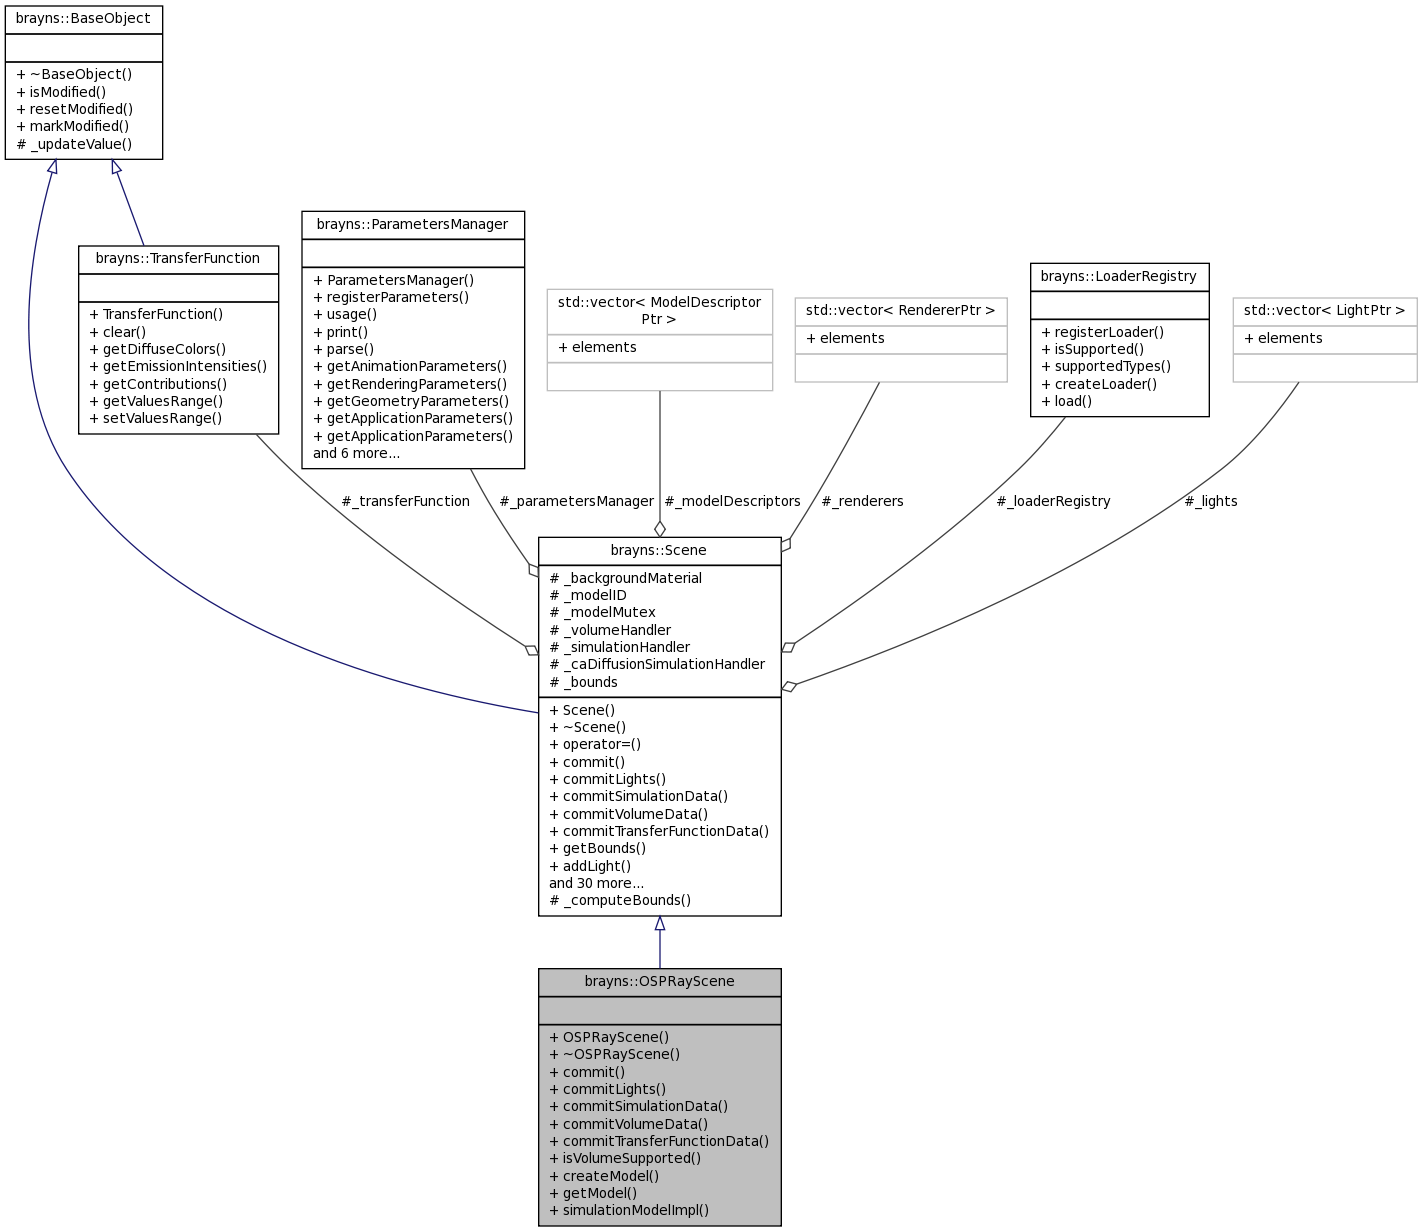 brayns::BaseObject
+ ~BaseObject()
+ isModified()
+ resetModified()
+ markModified()
# _updateValue()
brayns::TransferFunction
+ TransferFunction()
+ clear()
+ getDiffuseColors()
+ getEmissionIntensities()
+ getContributions()
+ getValuesRange()
+ setValuesRange()
brayns::ParametersManager
+ ParametersManager()
+ registerParameters()
+ usage()
+ print()
+ parse()
+ getAnimationParameters()
+ getRenderingParameters()
+ getGeometryParameters()
+ getApplicationParameters()
+ getApplicationParameters()
and 6 more...
std::vector< ModelDescriptor
Ptr >
+ elements
std::vector< RendererPtr >
+ elements
brayns::LoaderRegistry
+ registerLoader()
+ isSupported()
+ supportedTypes()
+ createLoader()
+ load()
std::vector< LightPtr >
+ elements
#_transferFunction
#_parametersManager
#_modelDescriptors
#_renderers
#_loaderRegistry
#_lights
brayns::Scene
# _backgroundMaterial
# _modelID
# _modelMutex
# _volumeHandler
# _simulationHandler
# _caDiffusionSimulationHandler
# _bounds
+ Scene()
+ ~Scene()
+ operator=()
+ commit()
+ commitLights()
+ commitSimulationData()
+ commitVolumeData()
+ commitTransferFunctionData()
+ getBounds()
+ addLight()
and 30 more...
# _computeBounds()
brayns::OSPRayScene
+ OSPRayScene()
+ ~OSPRayScene()
+ commit()
+ commitLights()
+ commitSimulationData()
+ commitVolumeData()
+ commitTransferFunctionData()
+ isVolumeSupported()
+ createModel()
+ getModel()
+ simulationModelImpl()